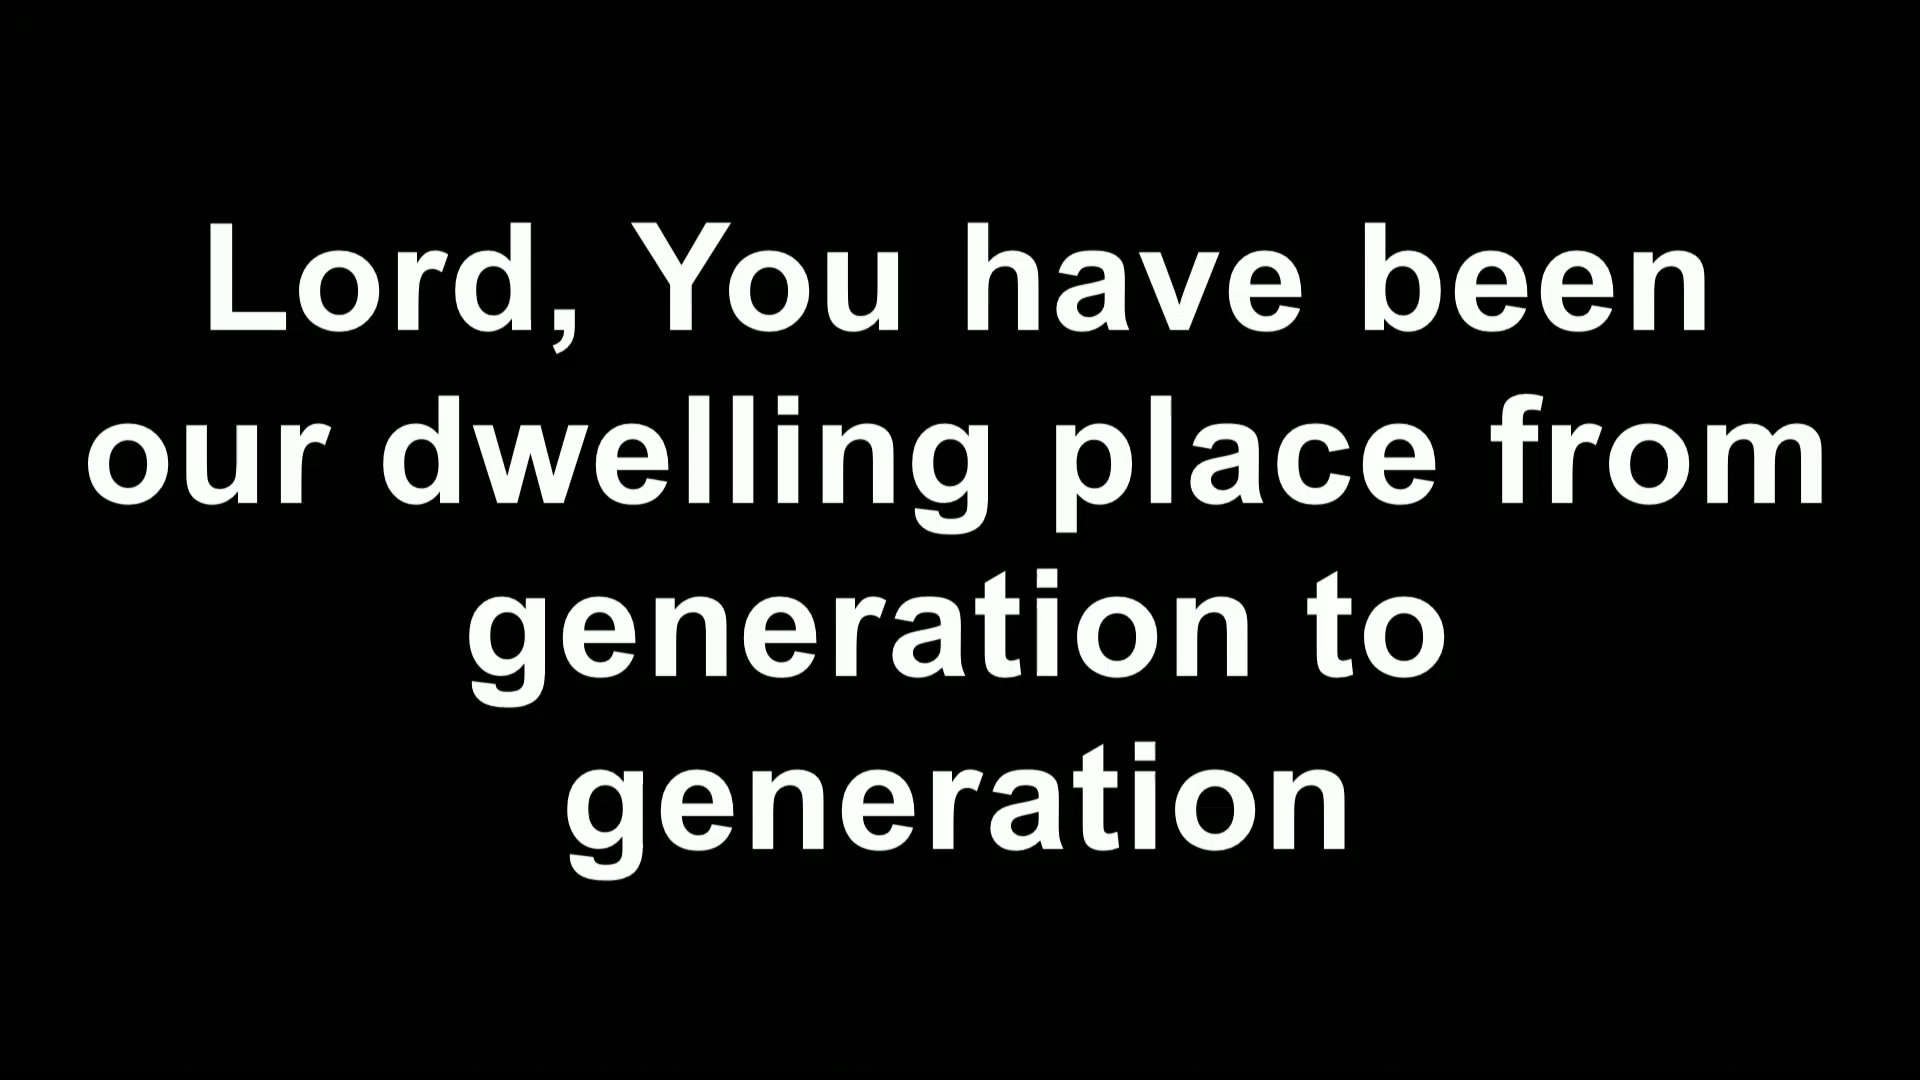 Lord, You have been
our dwelling place from
generation to
generation